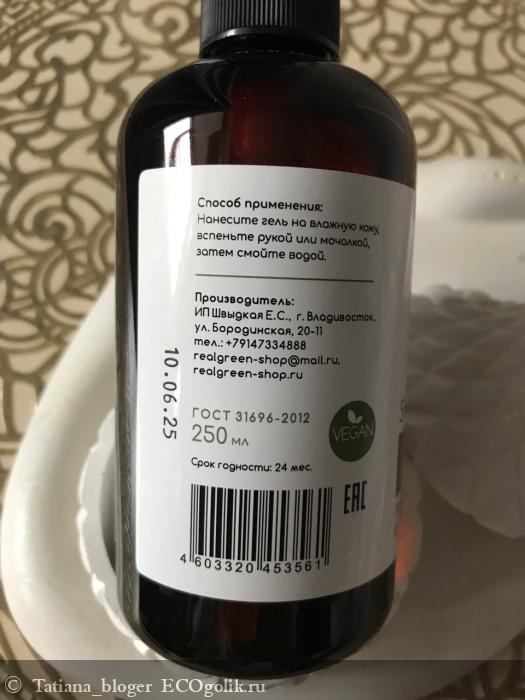 Способ применения:
Нанесите гель на влажную кожу,
вспеньте рукой или мочалкой,
затем смойте водой.
Производитель:
ИП Швыдкая Е.С., г. Владивосток,
ул. Бородинская, 20-11
тел.: +79147334888
realgreen-shop@mail.ru,
realgreen-shop.ru
10.06.25
ГОСТ 31696-2012
250 мл
VEGAN
Срок годности: 24 мес.
EAC
4 603320 453561
© Tatiana_bloger ECOgolik.ru